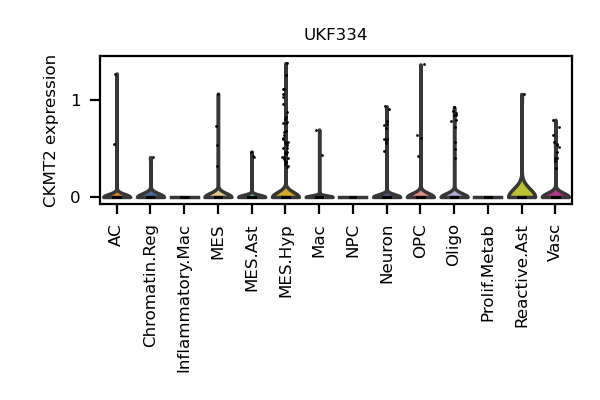 UKF334
CKMT2 expression
1
0
AC
Chromatin.Reg
Inflammatory.Mac
MES
MES.Ast
MES.Hyp
Mac
NPC
Neuron
OPC
Oligo
Prolif.Metab
Reactive.Ast
Vasc